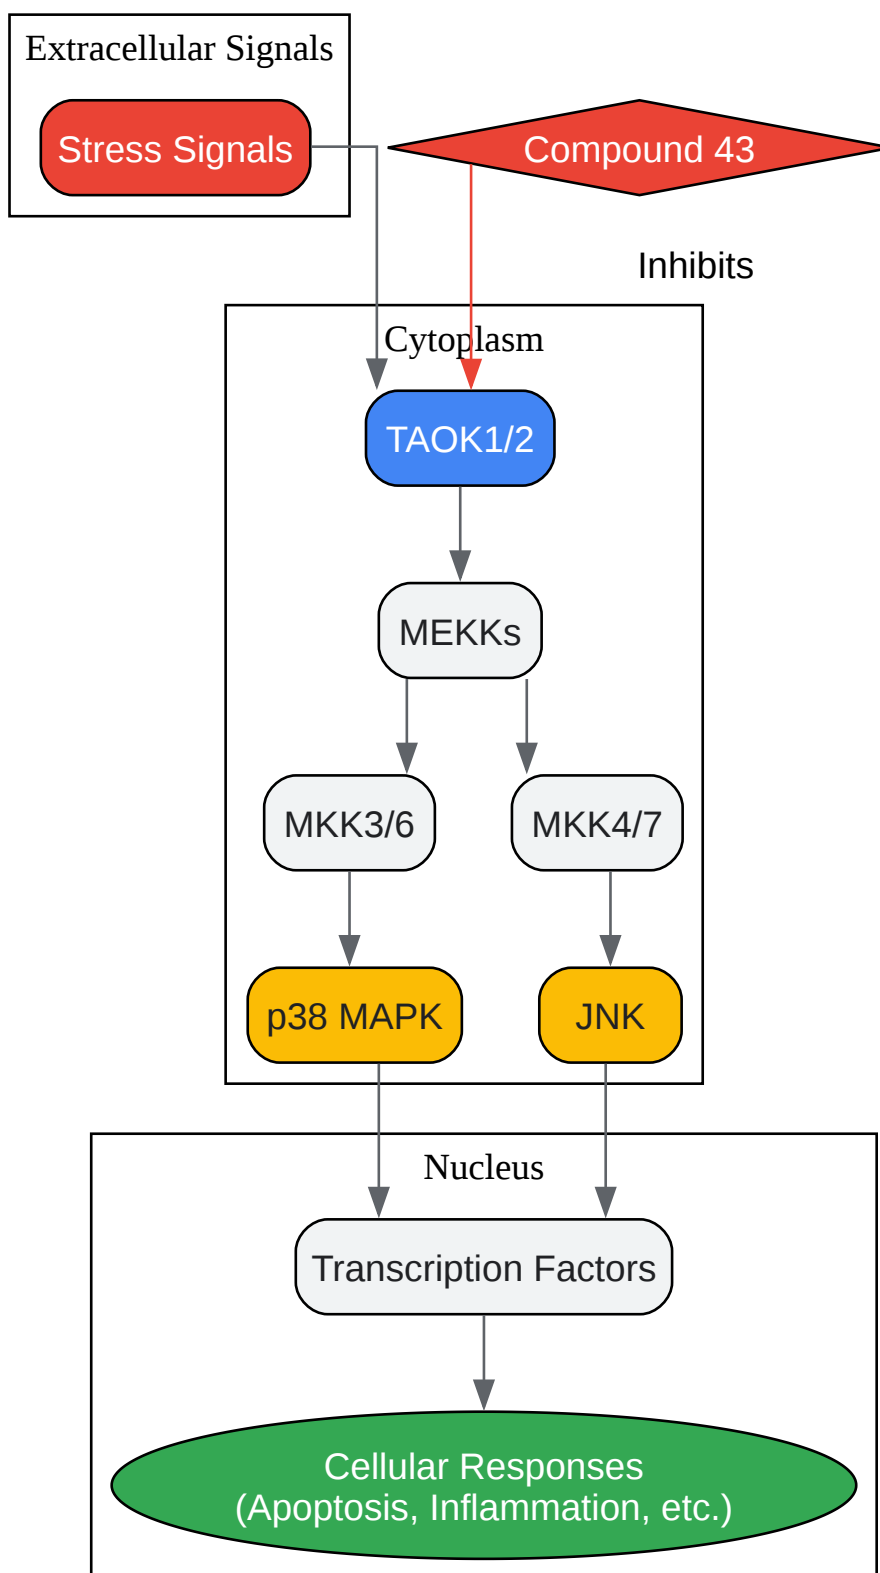 Extracellular Signals
Stress Signals
Compound 43
Inhibits
Cytoplasm
TAOK1/2
MEKKs
MKK3/6
MKK4/7
p38 MAPK
JNK
Nucleus
Transcription Factors
Cellular Responses
(Apoptosis, Inflammation, etc.)